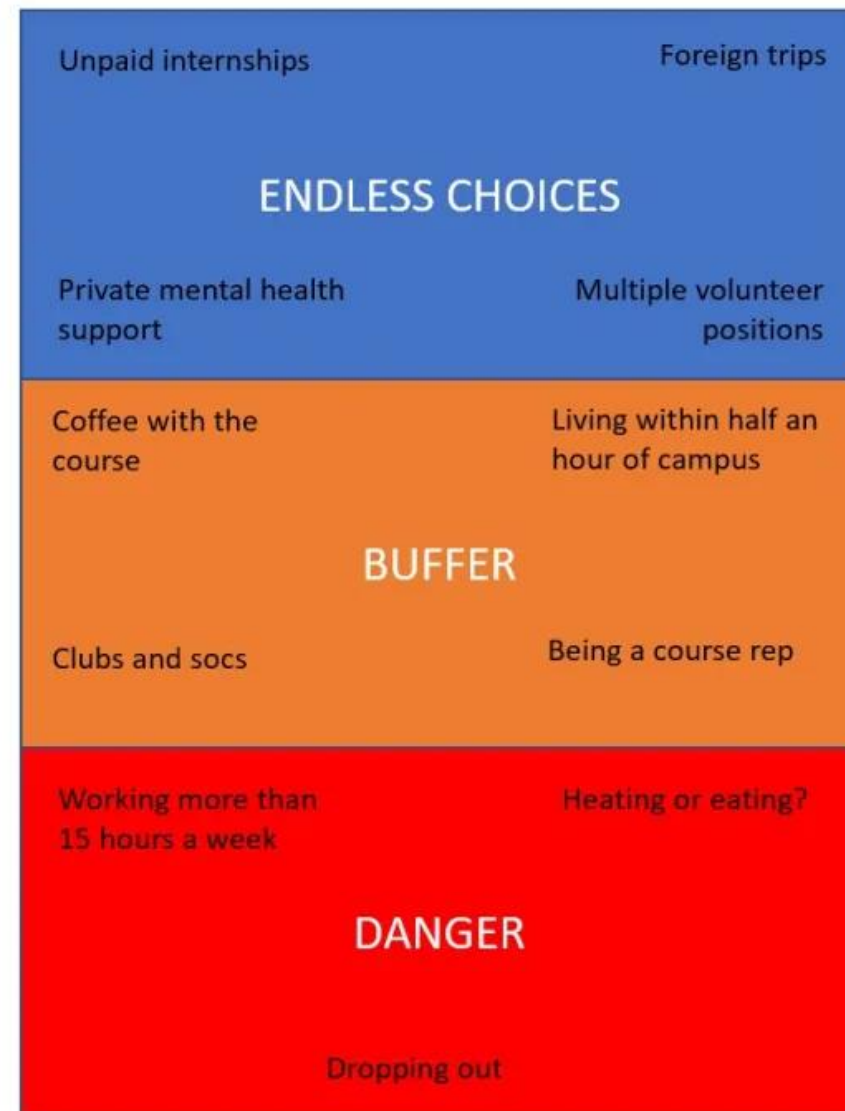 Unpaid internships
Foreign trips
ENDLESS CHOICES
Private mental health
support
Multiple volunteer
positions
Coffee with the
course
Living within half an
hour of campus
BUFFER
Clubs and socs
Being a course rep
Working more than
15 hours a week
Heating or eating?
DANGER
Dropping out